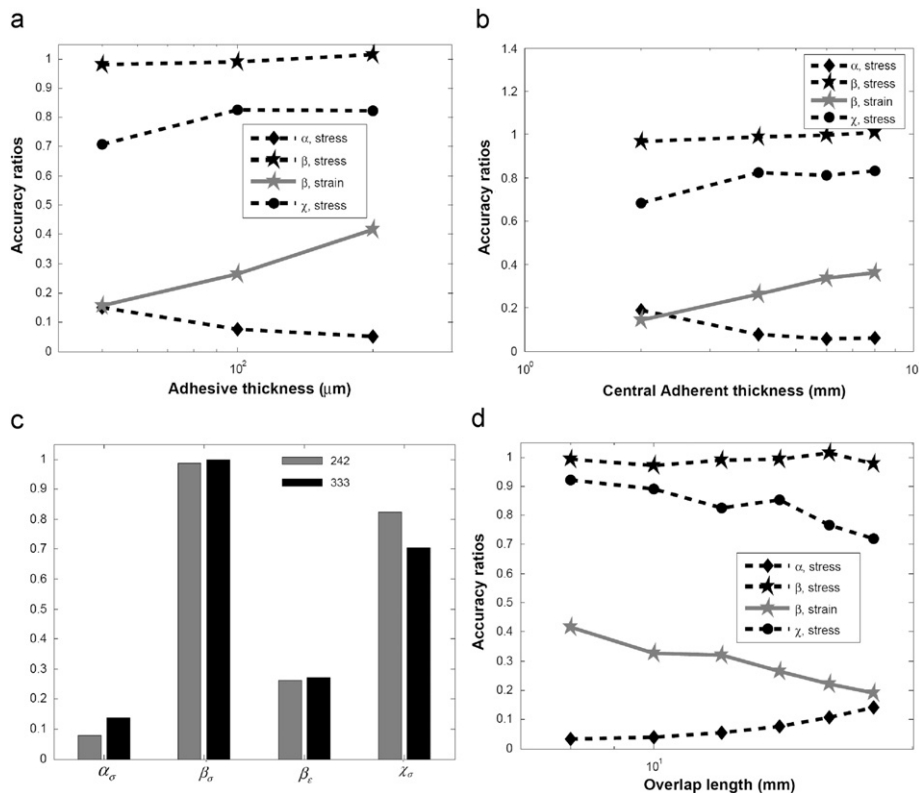 a
1
0.9
0.8
0.7
0.6
0.5
0.4
0.3
0.2
0.1
0
Accuracy ratios
α, stress
β, stress
β, strain
χ, stress
10²
Adhesive thickness (μm)
b
1.4
1.2
1
0.8
0.6
0.4
0.2
0
Accuracy ratios
α, stress
β, stress
β, strain
χ, stress
10⁰
10
Central Adherent thickness (mm)
c
1
0.9
0.8
0.7
0.6
0.5
0.4
0.3
0.2
0.1
0
242
333
α_σ
β_σ
β_ε
χ_σ
d
1
0.9
0.8
0.7
0.6
0.5
0.4
0.3
0.2
0.1
0
Accuracy ratios
α, stress
β, stress
β, strain
χ, stress
10¹
Overlap length (mm)